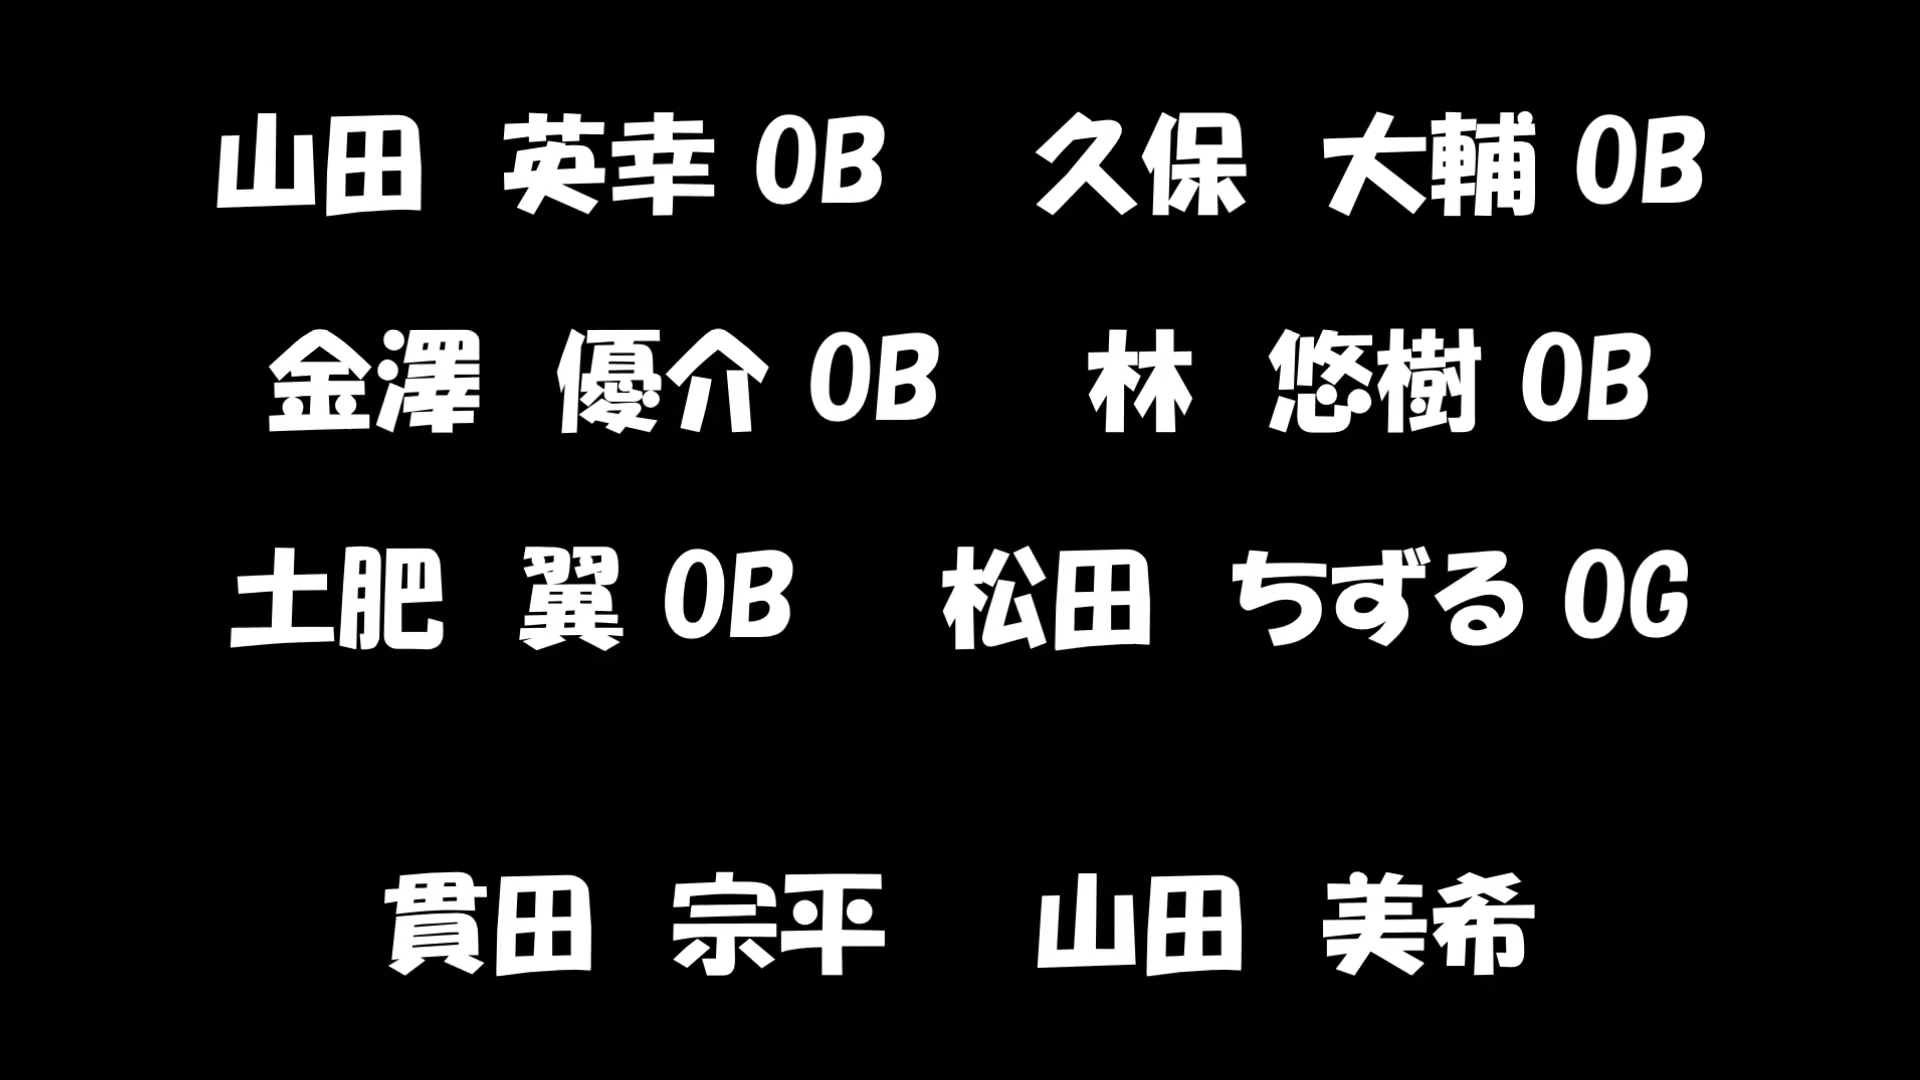 山田 英幸 OB 久保 大輔 OB
金澤 優介 OB 林 悠樹 OB
土肥 翼 OB 松田 ちずる OG
貫田 宗平 山田 美希